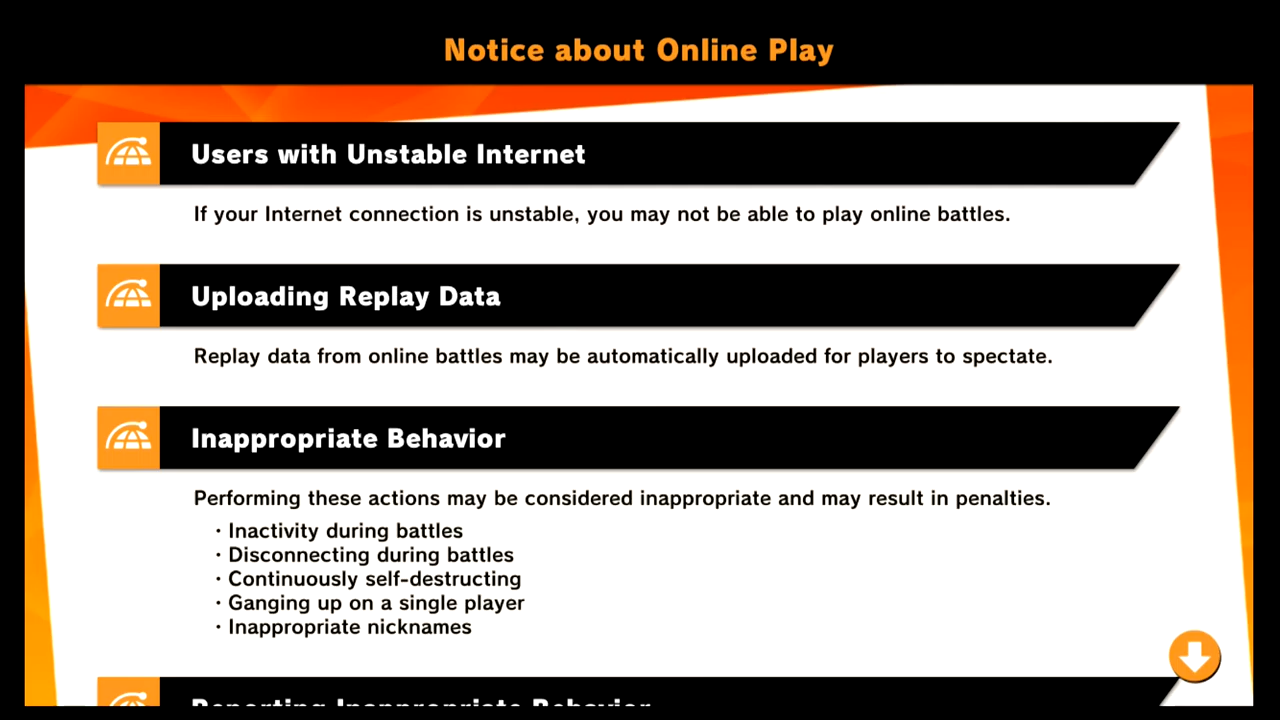 Notice about Online Play
Users with Unstable Internet
If your Internet connection is unstable, you may not be able to play online battles.
Uploading Replay Data
Replay data from online battles may be automatically uploaded for players to spectate.
Inappropriate Behavior
Performing these actions may be considered inappropriate and may result in penalties.
· Inactivity during battles
· Disconnecting during battles
· Continuously self-destructing
· Ganging up on a single player
· Inappropriate nicknames
Reporting Inappropriate Behavior